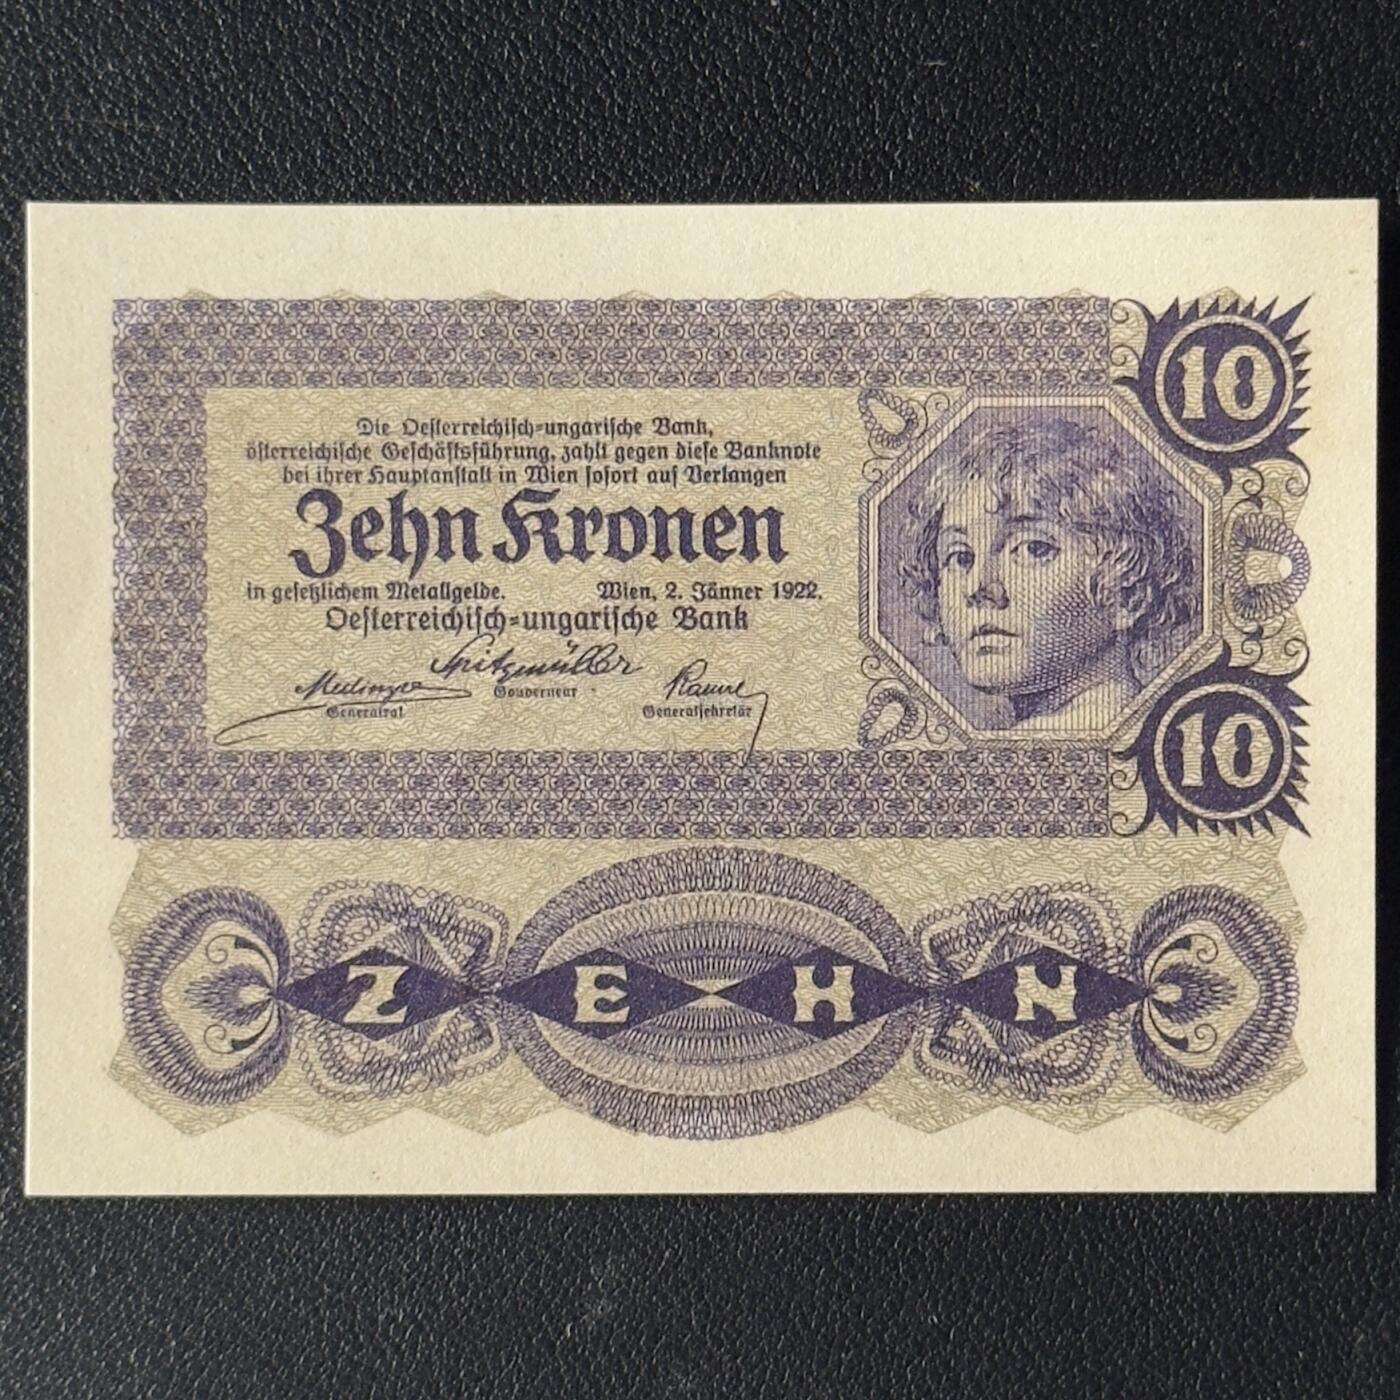 10
Die Oesterreichisch-ungarische Bank,
österreichische Geschäftsführung, zahlt gegen diese Banknote
bei ihrer Hauptanstalt in Wien sofort auf Verlangen
Zehn Kronen
in gesetzlichem Metallgelde. Wien, 2. Jänner 1922.
Oesterreichisch-ungarische Bank
Spitzmüller
Gouverneur
Generalrat
Generalsekretär
10
ZEHN